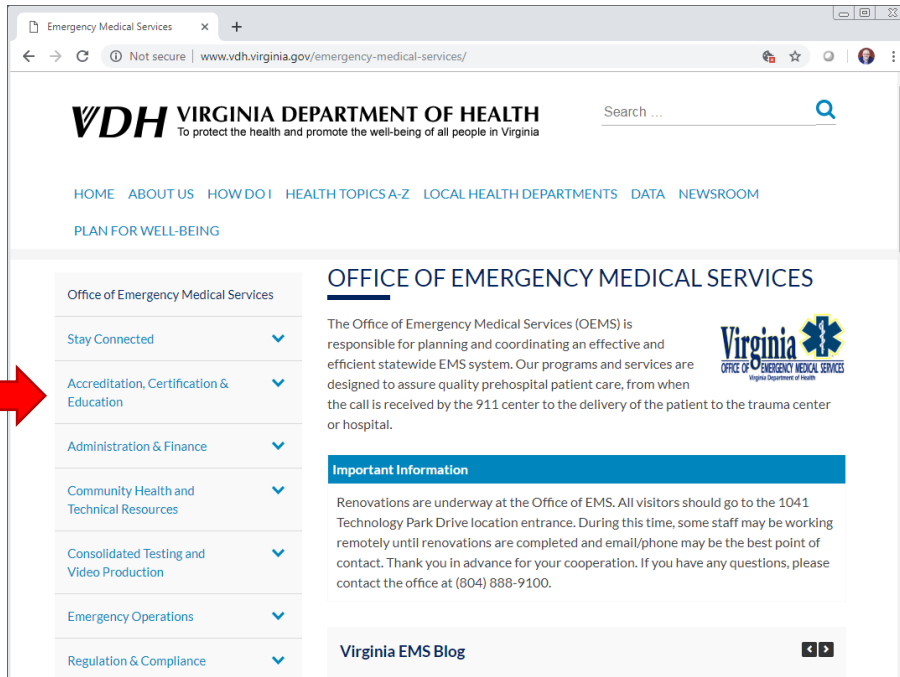 Emergency Medical Services
Not secure | www.vdh.virginia.gov/emergency-medical-services/
VDH VIRGINIA DEPARTMENT OF HEALTH
To protect the health and promote the well-being of all people in Virginia
Search ...
HOME ABOUT US HOW DO I HEALTH TOPICS A-Z LOCAL HEALTH DEPARTMENTS DATA NEWSROOM
PLAN FOR WELL-BEING
Office of Emergency Medical Services
Stay Connected
Accreditation, Certification &
Education
Administration & Finance
Community Health and
Technical Resources
Consolidated Testing and
Video Production
Emergency Operations
Regulation & Compliance
OFFICE OF EMERGENCY MEDICAL SERVICES
The Office of Emergency Medical Services (OEMS) is
responsible for planning and coordinating an effective and
efficient statewide EMS system. Our programs and services are
designed to assure quality prehospital patient care, from when
the call is received by the 911 center to the delivery of the patient to the trauma center
or hospital.
Virginia
OFFICE OF EMERGENCY MEDICAL SERVICES
Virginia Department of Health
Important Information
Renovations are underway at the Office of EMS. All visitors should go to the 1041
Technology Park Drive location entrance. During this time, some staff may be working
remotely until renovations are completed and email/phone may be the best point of
contact. Thank you in advance for your cooperation. If you have any questions, please
contact the office at (804) 888-9100.
Virginia EMS Blog